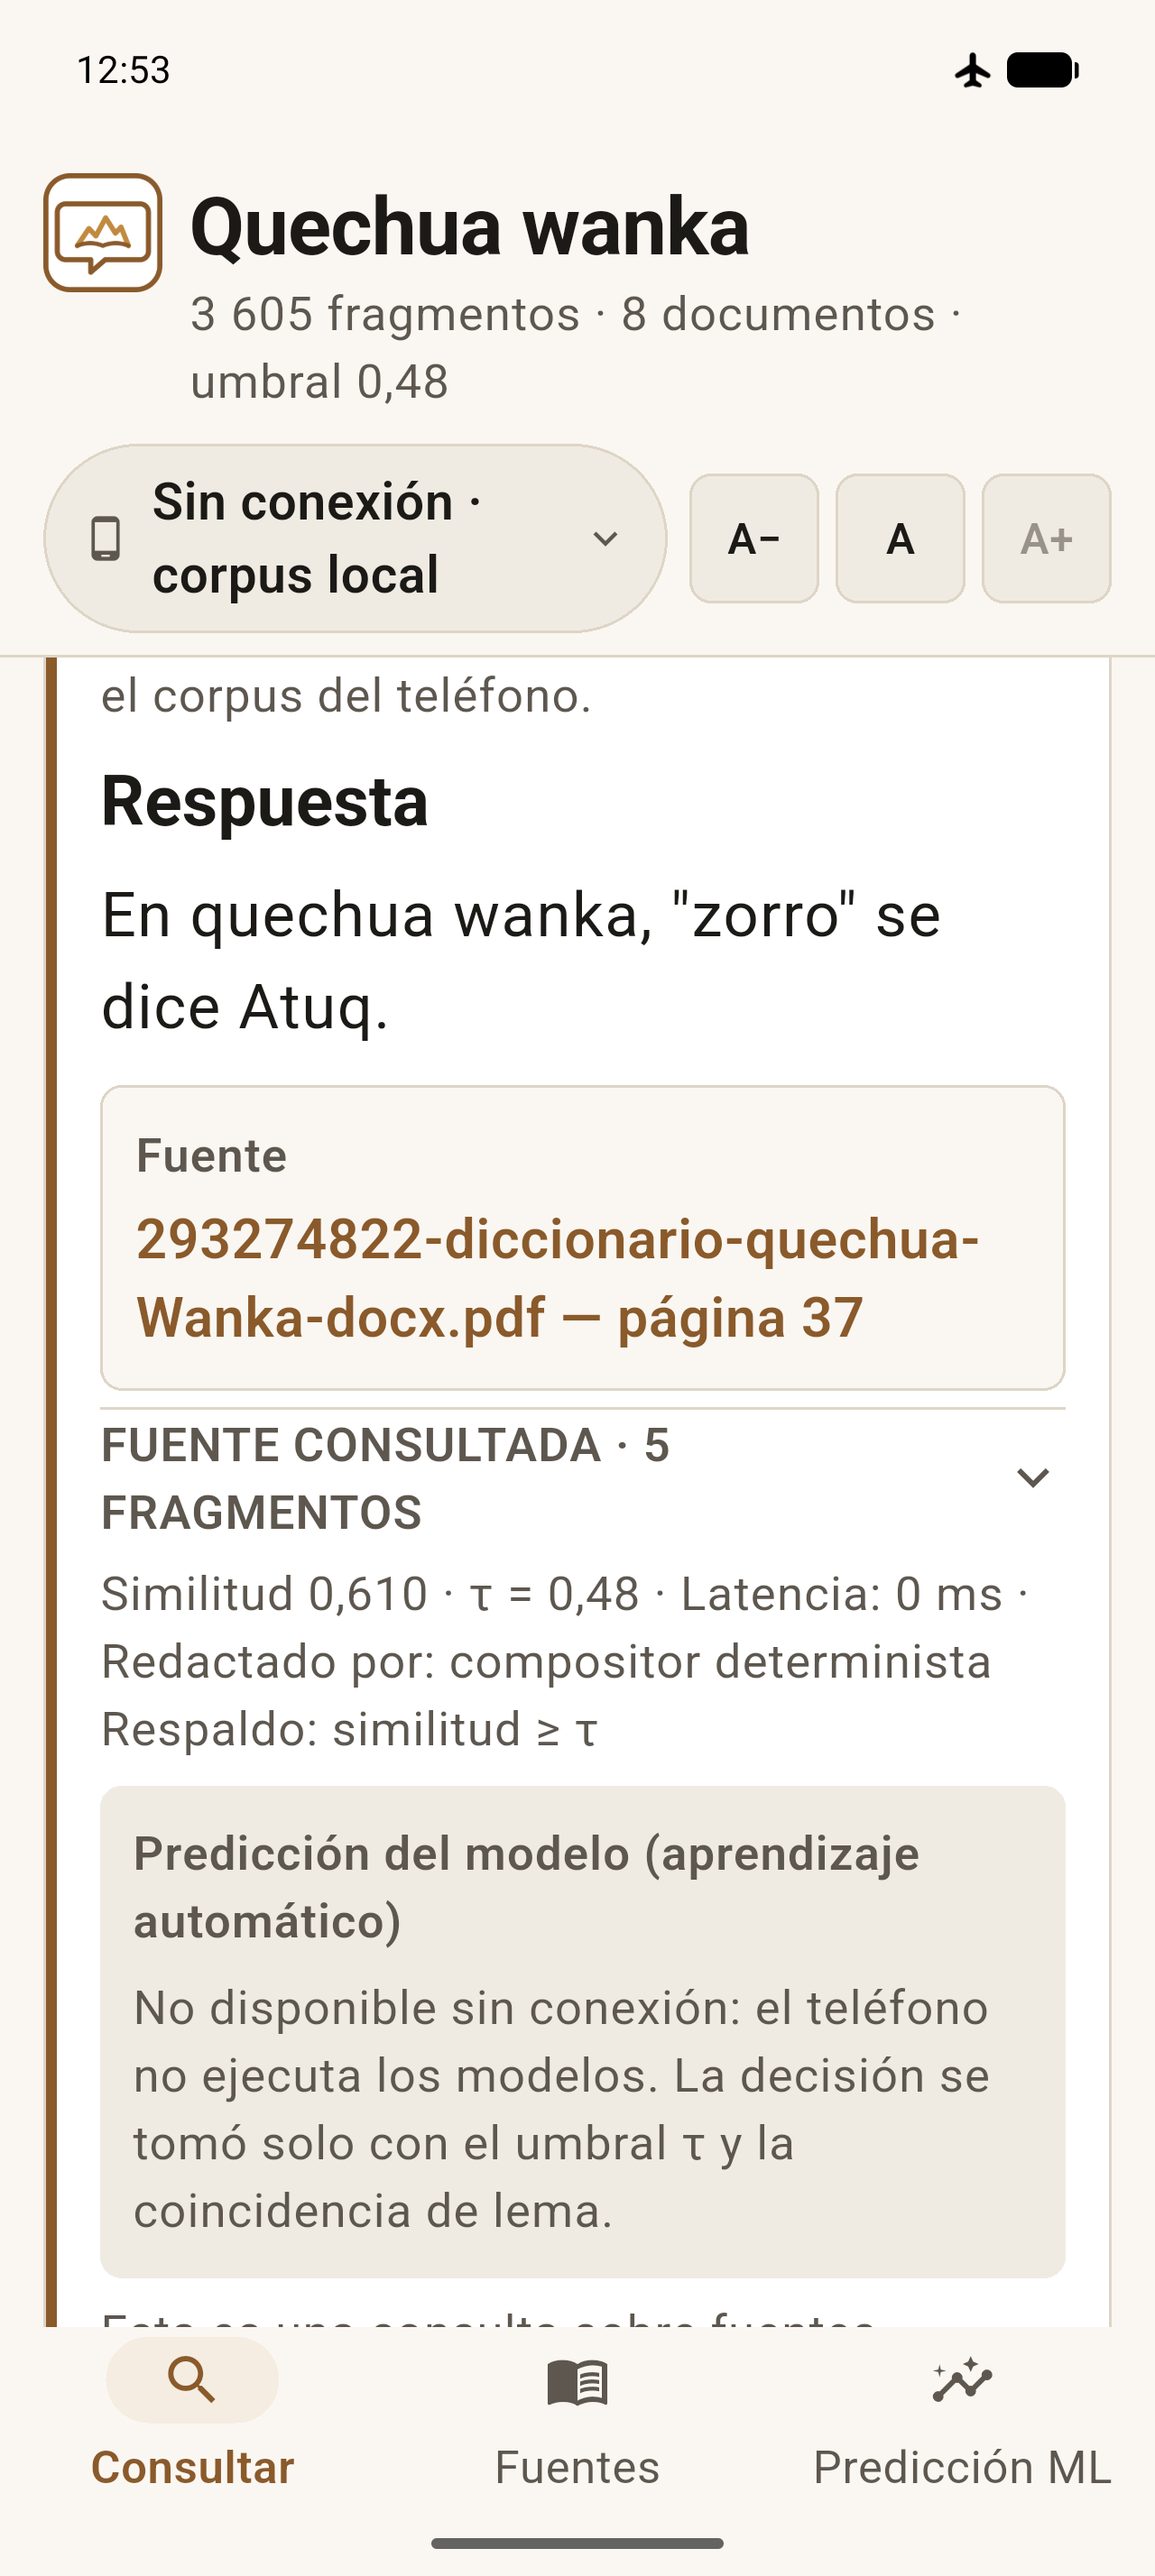 12:53
Quechua wanka
3 605 fragmentos · 8 documentos ·
umbral 0,48
Sin conexión ·
corpus local
A−
A
A+
el corpus del teléfono.
Respuesta
En quechua wanka, "zorro" se
dice Atuq.
Fuente
293274822-diccionario-quechua-
Wanka-docx.pdf — página 37
FUENTE CONSULTADA · 5
FRAGMENTOS
Similitud 0,610 · τ = 0,48 · Latencia: 0 ms ·
Redactado por: compositor determinista
Respaldo: similitud ≥ τ
Predicción del modelo (aprendizaje
automático)
No disponible sin conexión: el teléfono
no ejecuta los modelos. La decisión se
tomó solo con el umbral τ y la
coincidencia de lema.
Consultar
Fuentes
Predicción ML